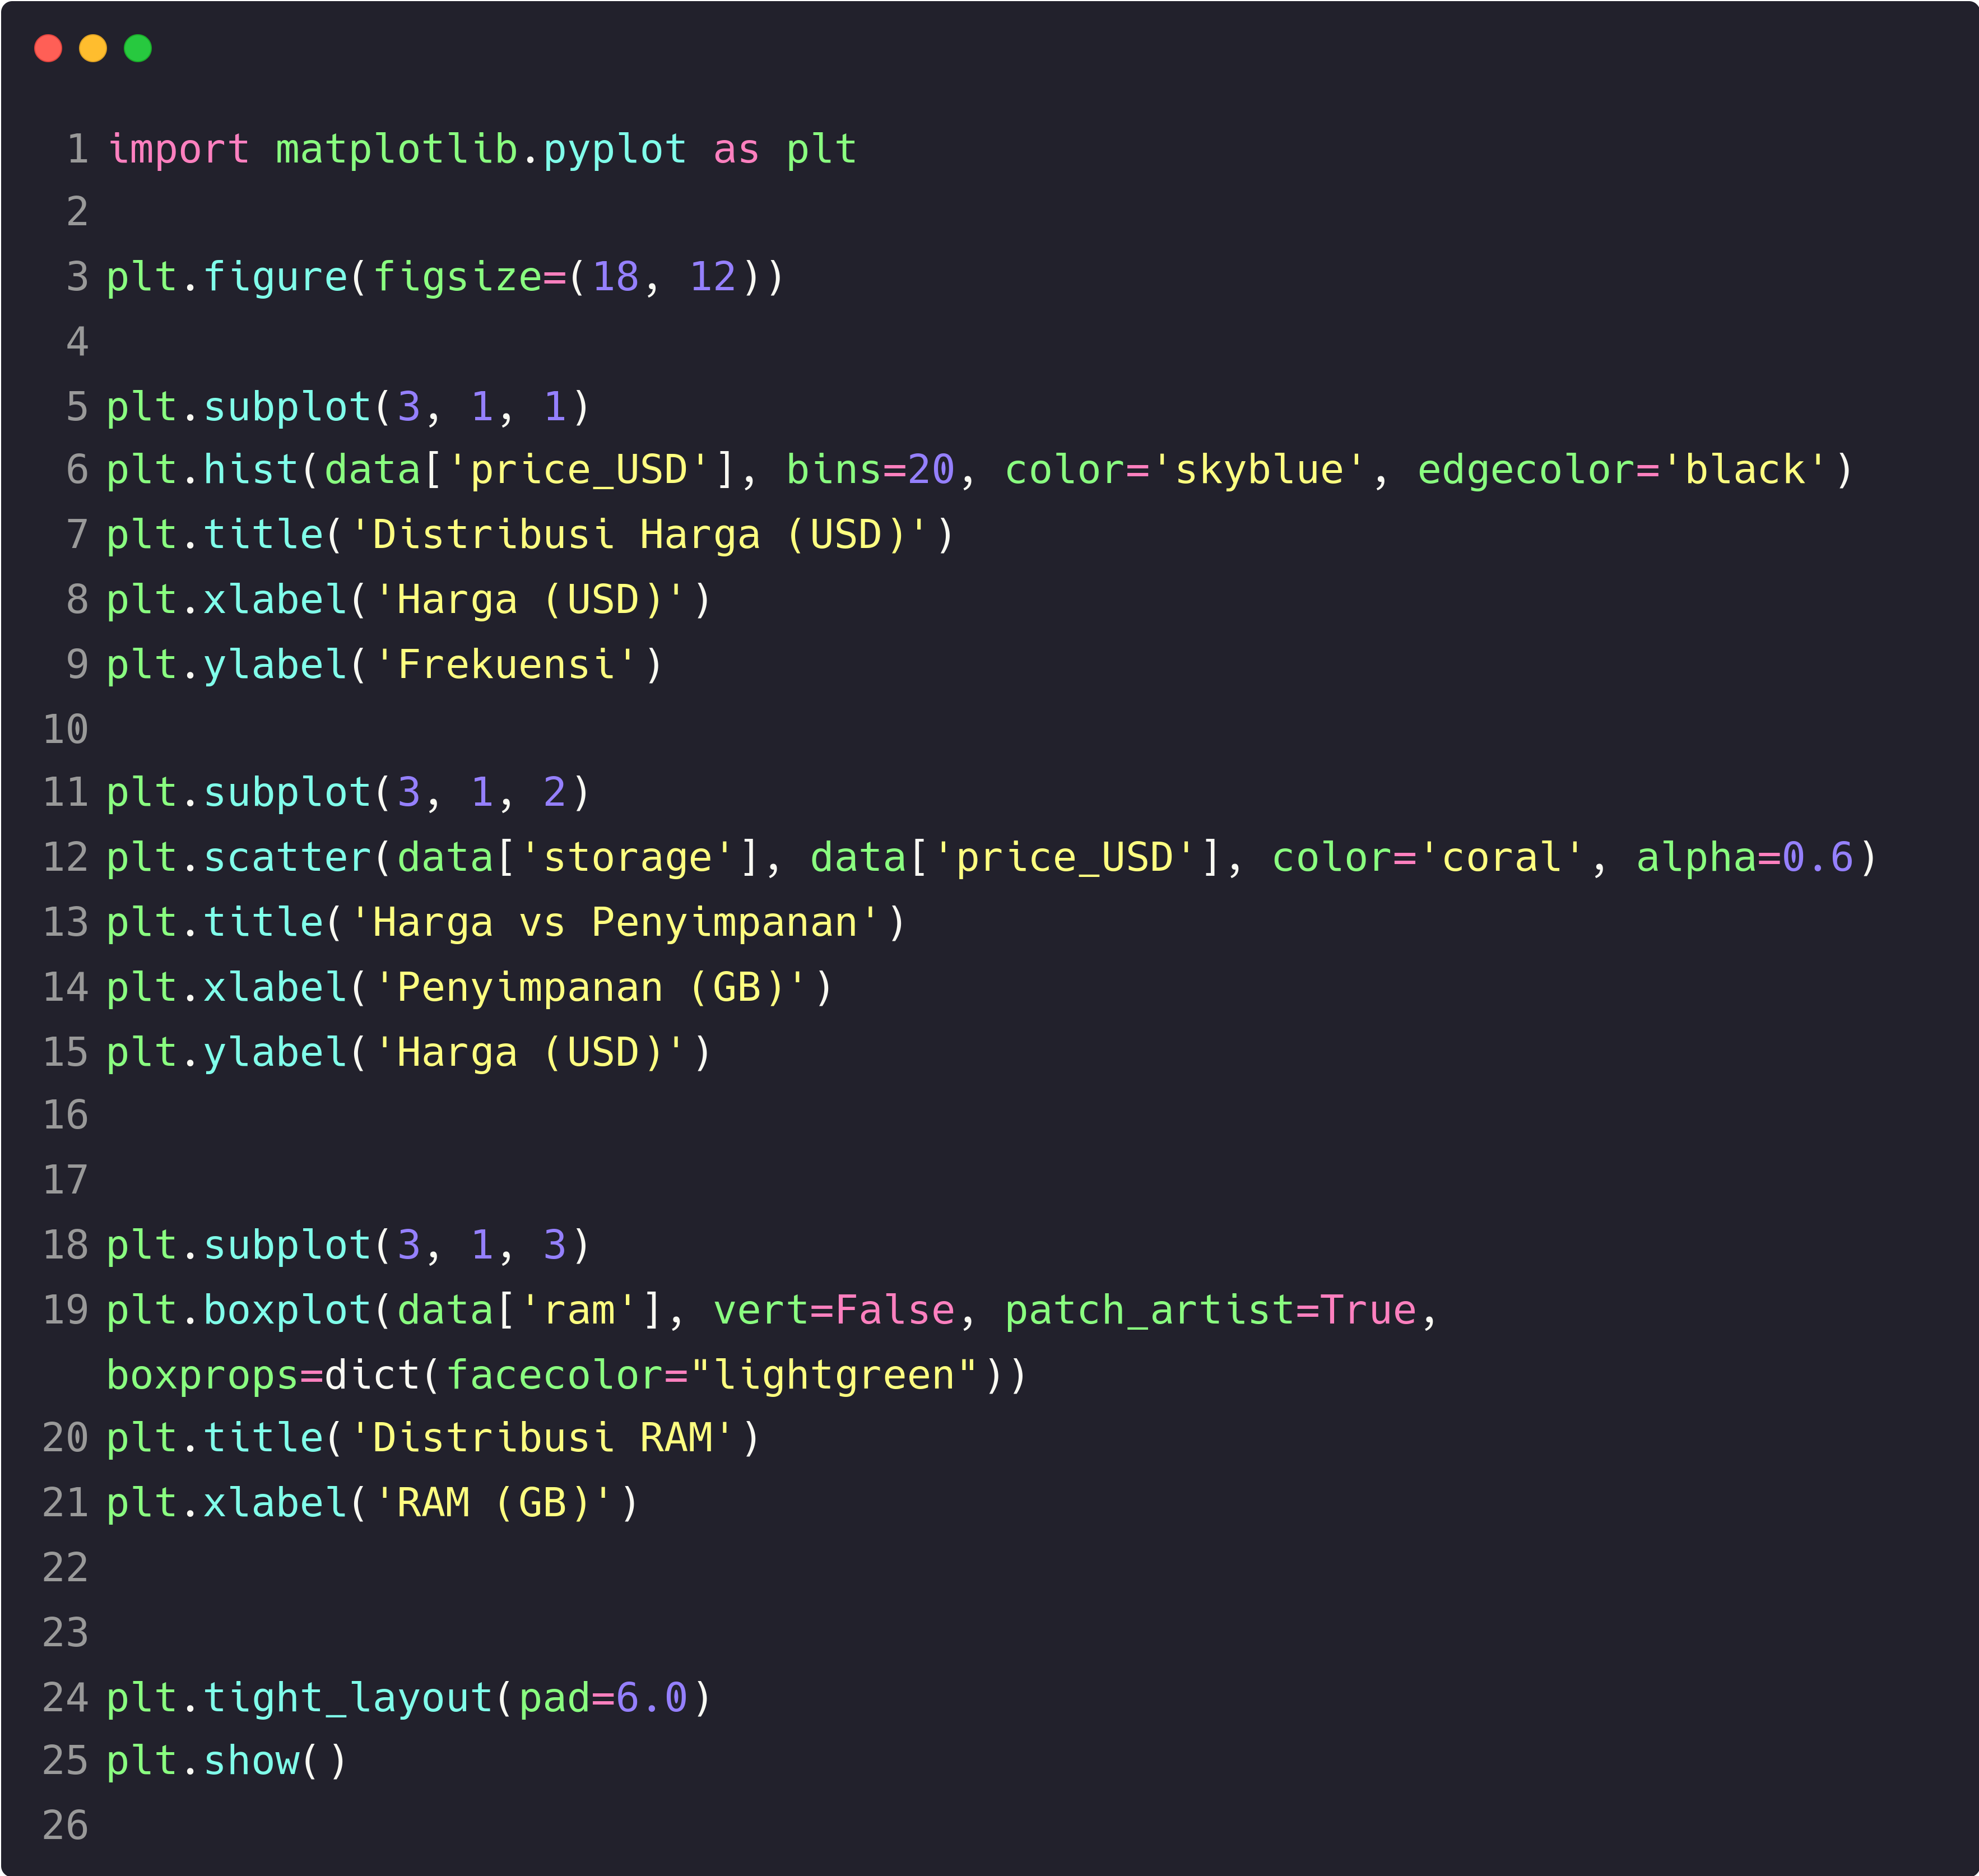 1 import matplotlib.pyplot as plt
2
3 plt.figure(figsize=(18, 12))
4
5 plt.subplot(3, 1, 1)
6 plt.hist(data['price_USD'], bins=20, color='skyblue', edgecolor='black')
7 plt.title('Distribusi Harga (USD)')
8 plt.xlabel('Harga (USD)')
9 plt.ylabel('Frekuensi')
10
11 plt.subplot(3, 1, 2)
12 plt.scatter(data['storage'], data['price_USD'], color='coral', alpha=0.6)
13 plt.title('Harga vs Penyimpanan')
14 plt.xlabel('Penyimpanan (GB)')
15 plt.ylabel('Harga (USD)')
16
17
18 plt.subplot(3, 1, 3)
19 plt.boxplot(data['ram'], vert=False, patch_artist=True,
boxprops=dict(facecolor="lightgreen"))
20 plt.title('Distribusi RAM')
21 plt.xlabel('RAM (GB)')
22
23
24 plt.tight_layout(pad=6.0)
25 plt.show()
26